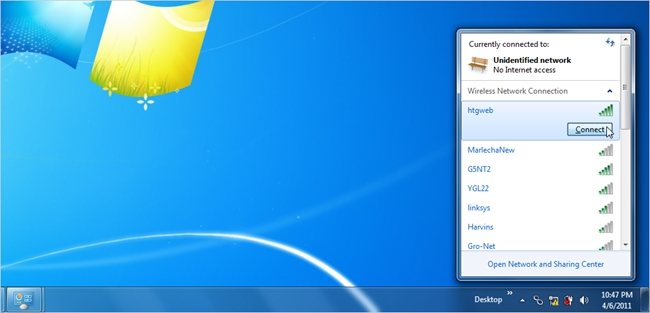 Currently connected to:
Unidentified network
No Internet access
Wireless Network Connection
htgweb
Connect
MarlechaNew
G5NT2
YGL22
linksys
Harvins
Gro-Net
Open Network and Sharing Center
Desktop
10:47 PM
4/6/2011